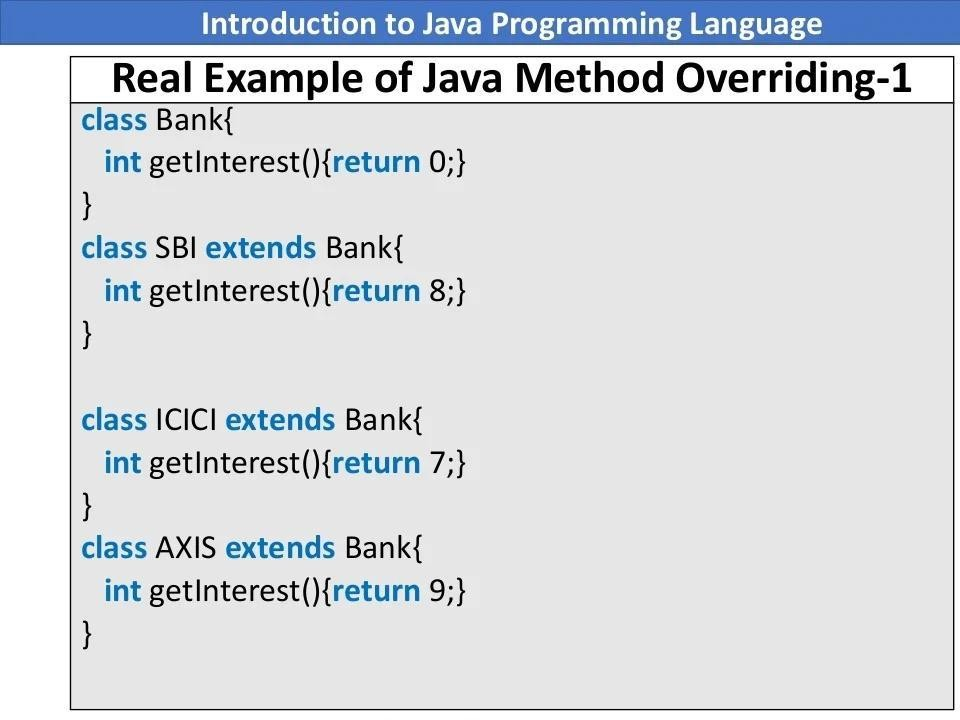 Introduction to Java Programming Language
Real Example of Java Method Overriding-1
class Bank{
int getInterest(){return 0;}
}
class SBI extends Bank{
int getInterest(){return 8;}
}
class ICICI extends Bank{
int getInterest(){return 7;}
}
class AXIS extends Bank{
int getInterest(){return 9;}
}